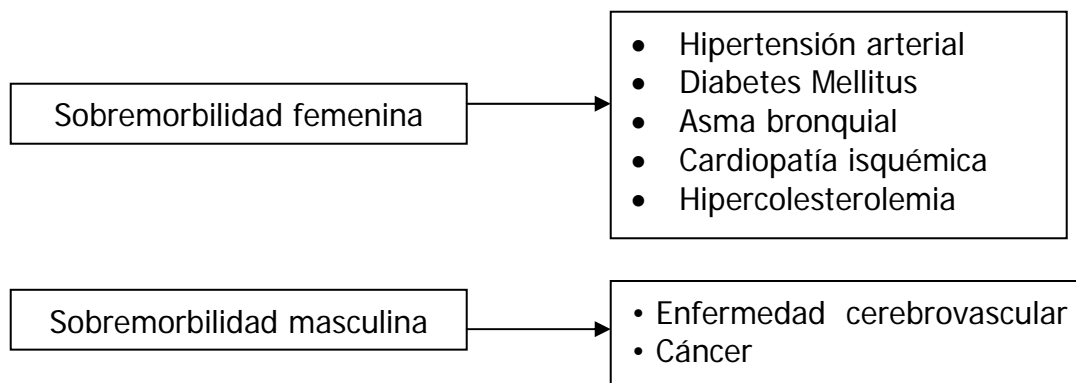 Sobremorbilidad femenina
• Hipertensión arterial
• Diabetes Mellitus
• Asma bronquial
• Cardiopatía isquémica
• Hipercolesterolemia
Sobremorbilidad masculina
• Enfermedad cerebrovascular
• Cáncer